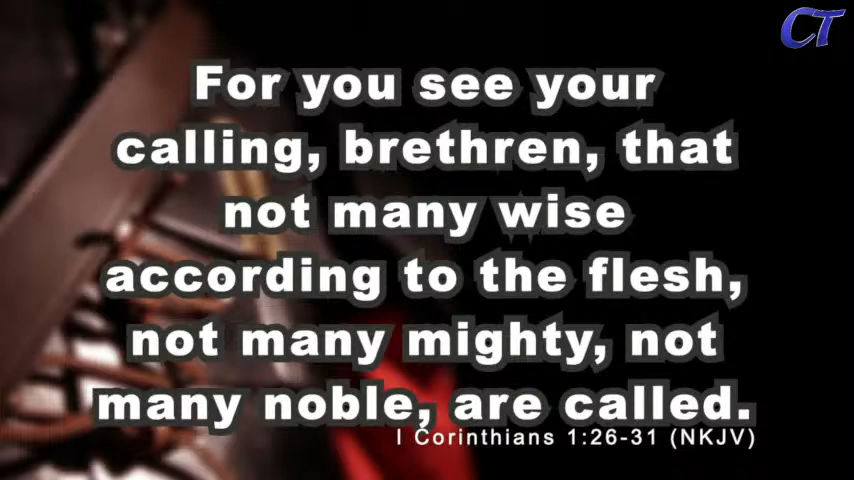 CT
For you see your
calling, brethren, that
not many wise
according to the flesh,
not many mighty, not
many noble, are called.
I Corinthians 1:26-31 (NKJV)